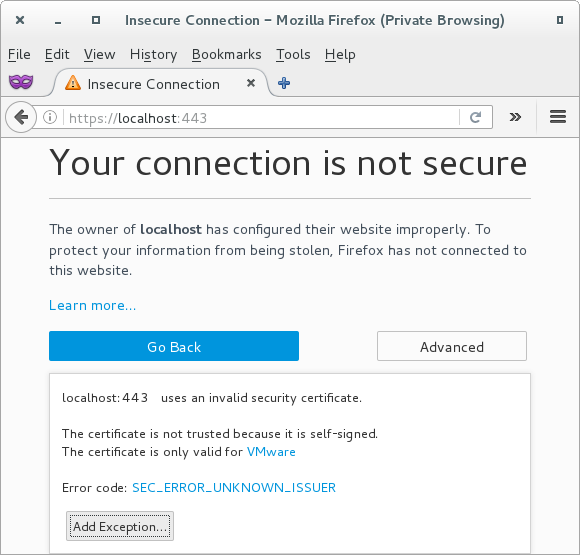 Insecure Connection – Mozilla Firefox (Private Browsing)
File Edit View History Bookmarks Tools Help
Insecure Connection
https://localhost:443
Your connection is not secure
The owner of localhost has configured their website improperly. To
protect your information from being stolen, Firefox has not connected to
this website.
Learn more...
Go Back Advanced
localhost:443 uses an invalid security certificate.
The certificate is not trusted because it is self-signed.
The certificate is only valid for VMware
Error code: SEC_ERROR_UNKNOWN_ISSUER
Add Exception...